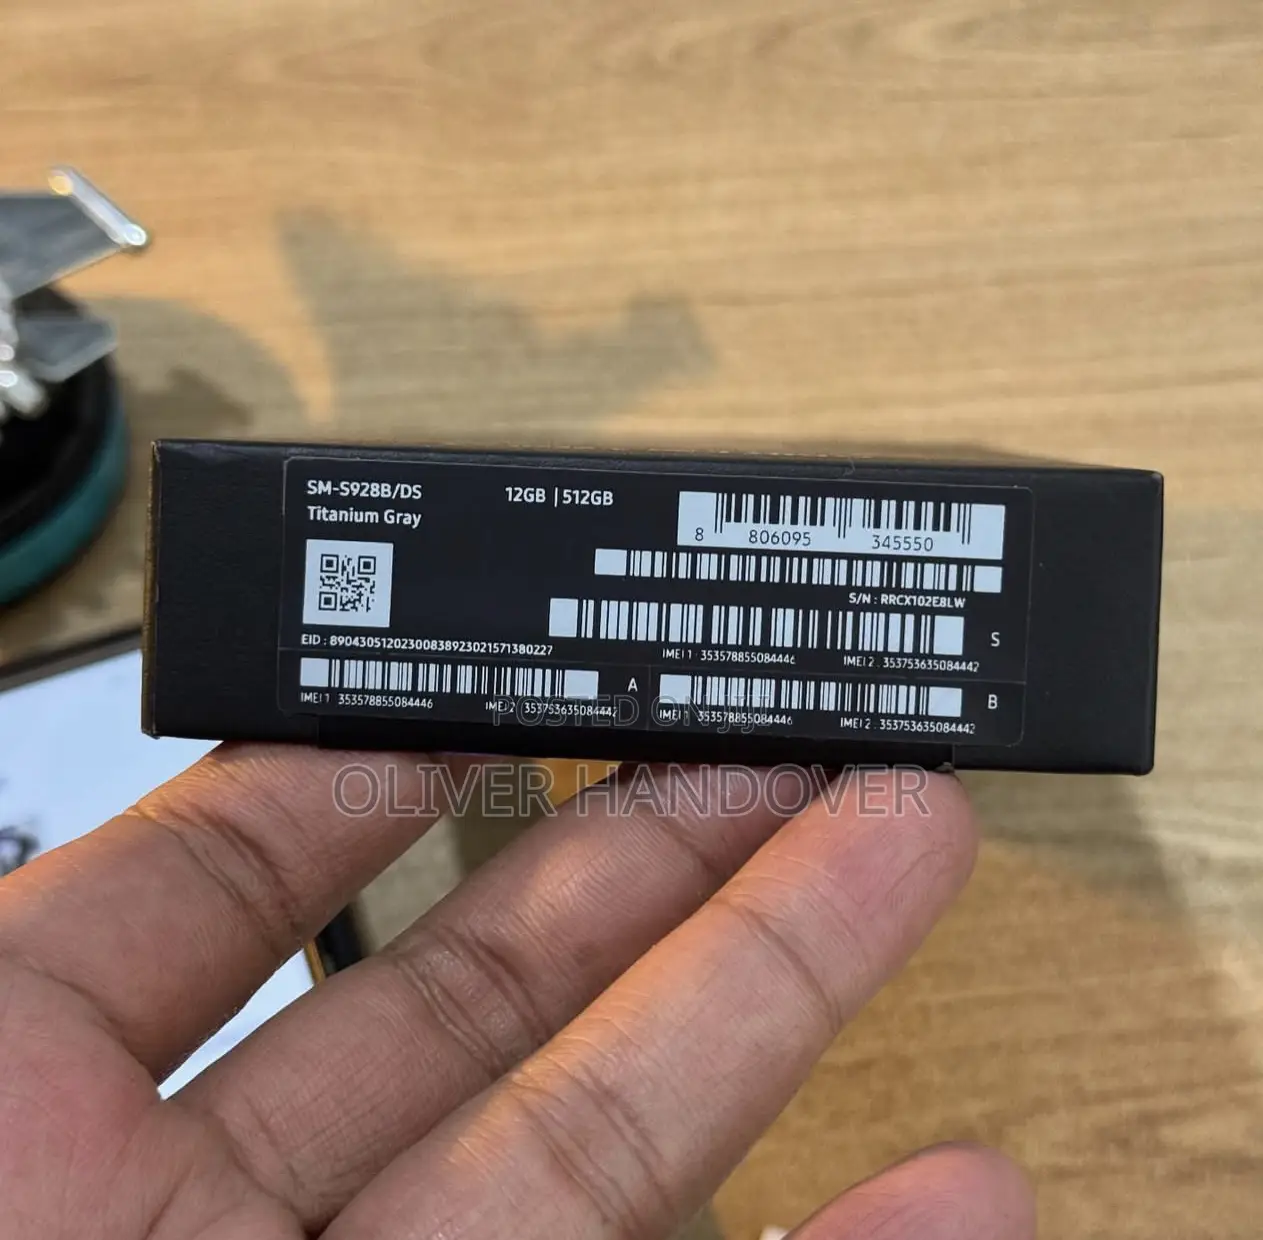 SM-S928B/DS
Titanium Gray
12GB | 512GB
8 806095 345550
S/N : RRCX102E8LW
S
EID : 89043051202300838923021571380227
IMEI 1 : 353578855084446
IMEI 2 : 353753635084442
A
IMEI 1 : 353578855084446
IMEI 2 : 353753635084442
B
IMEI 1 : 353578855084446
IMEI 2 : 353753635084442
POSTED ON JIJI
OLIVER HANDOVER